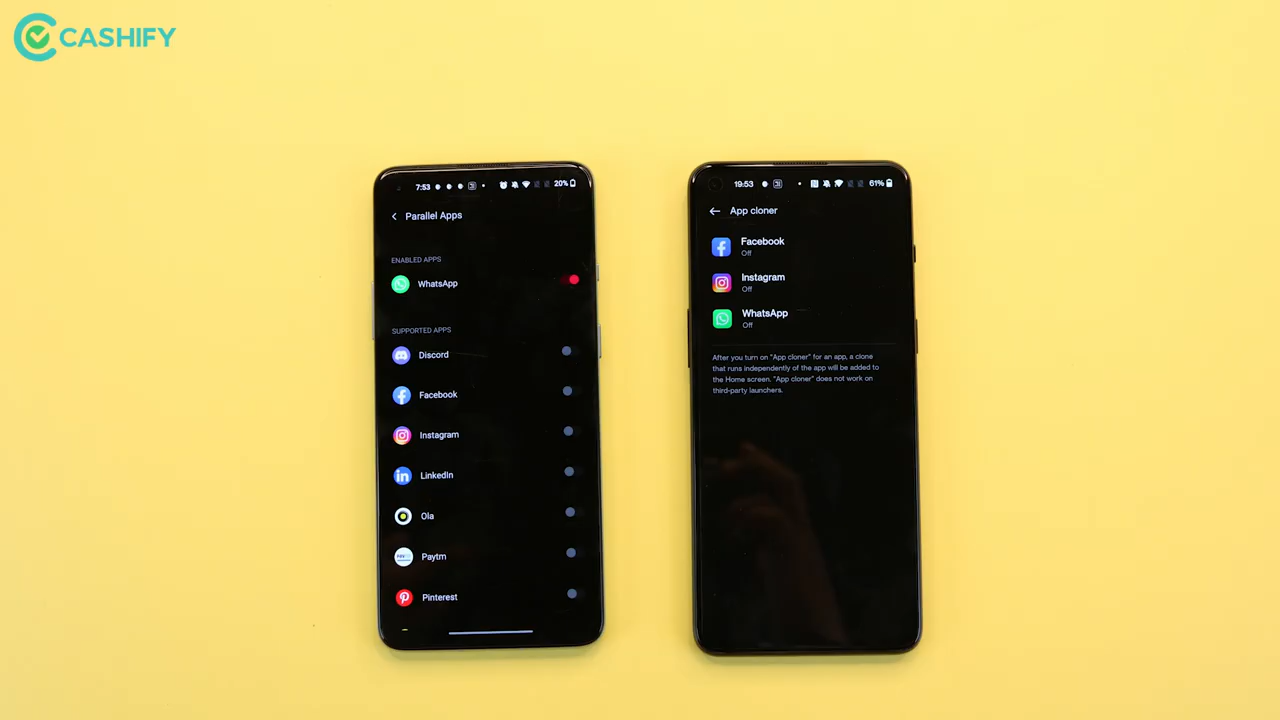 CASHIFY
7:53
20%
Parallel Apps
ENABLED APPS
WhatsApp
SUPPORTED APPS
Discord
Facebook
Instagram
LinkedIn
Ola
Paytm
Pinterest
19:53
61%
App cloner
Facebook
Off
Instagram
Off
WhatsApp
Off
After you turn on "App cloner" for an app, a clone
that runs independently of the app will be added to
the Home screen. "App cloner" does not work on
third-party launchers.